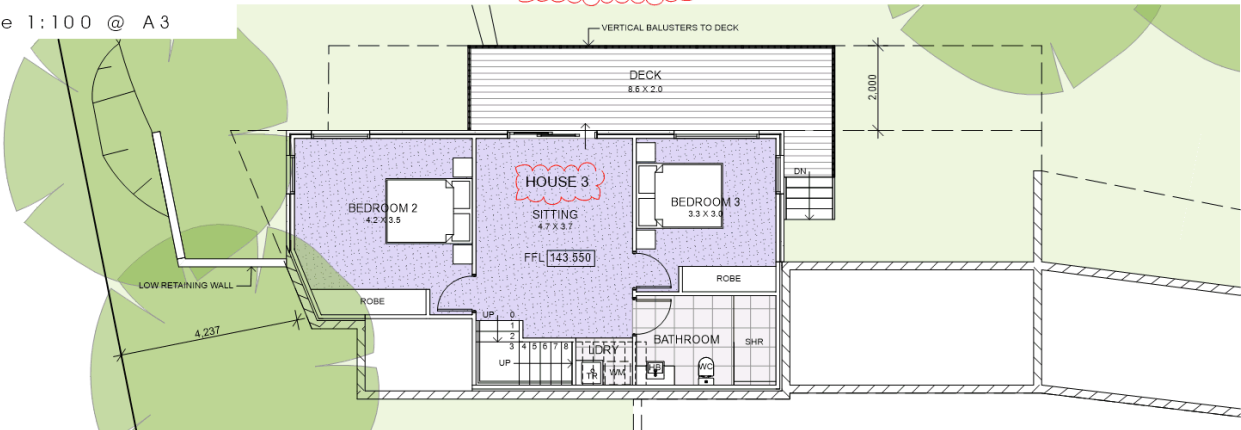 e 1:100 @ A3
VERTICAL BALUSTERS TO DECK
DECK
8.6 X 2.0
2,000
HOUSE 3
DN
BEDROOM 2
4.2 X 3.5
SITTING
4.7 X 3.7
BEDROOM 3
3.3 X 3.0
FFL 143.550
LOW RETAINING WALL
ROBE
ROBE
4,237
UP
0
1
2
3 4 5 6 7 8
UP
LDRY
TR
WM
BATHROOM
HB
WC
SHR